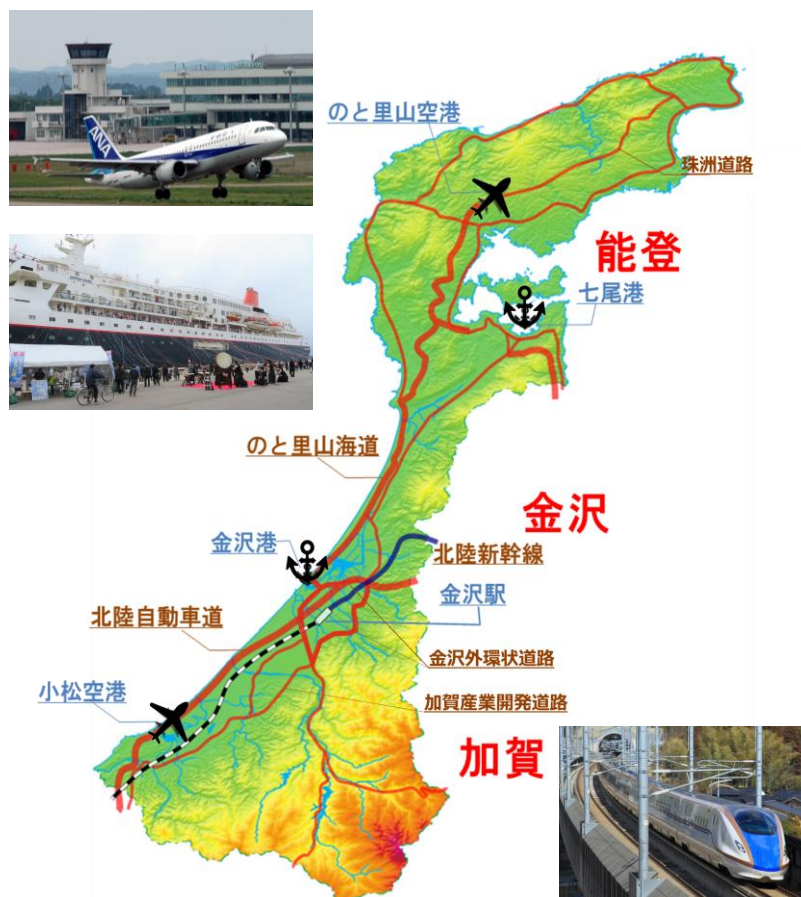 ANA
のと里山空港
珠洲道路
能登
七尾港
のと里山海道
金沢
金沢港
北陸新幹線
金沢駅
北陸自動車道
金沢外環状道路
小松空港
加賀産業開発道路
加賀